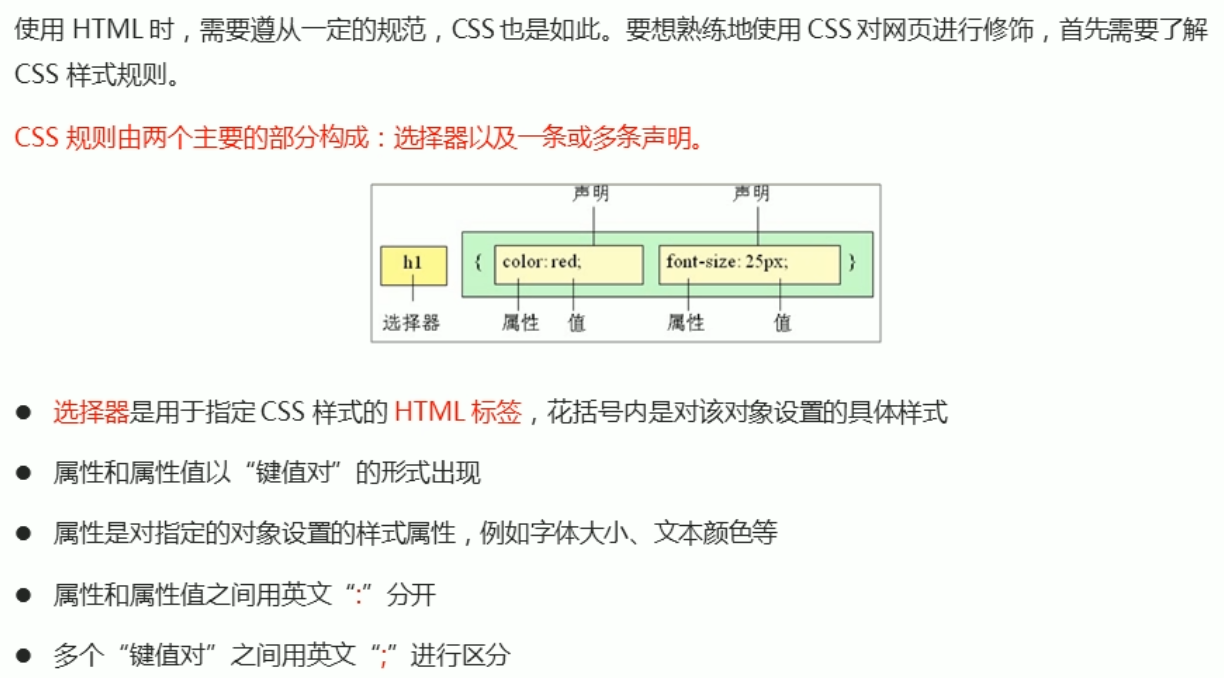 使用 HTML 时，需要遵从一定的规范，CSS 也是如此。要想熟练地使用 CSS 对网页进行修饰，首先需要了解
CSS 样式规则。
CSS 规则由两个主要的部分构成：选择器以及一条或多条声明。
声明 声明
h1 { color: red; font-size: 25px; }
选择器 属性 值 属性 值
● 选择器是用于指定 CSS 样式的 HTML 标签，花括号内是对该对象设置的具体样式
● 属性和属性值以“键值对”的形式出现
● 属性是对指定的对象设置的样式属性，例如字体大小、文本颜色等
● 属性和属性值之间用英文“:”分开
● 多个“键值对”之间用英文“;”进行区分